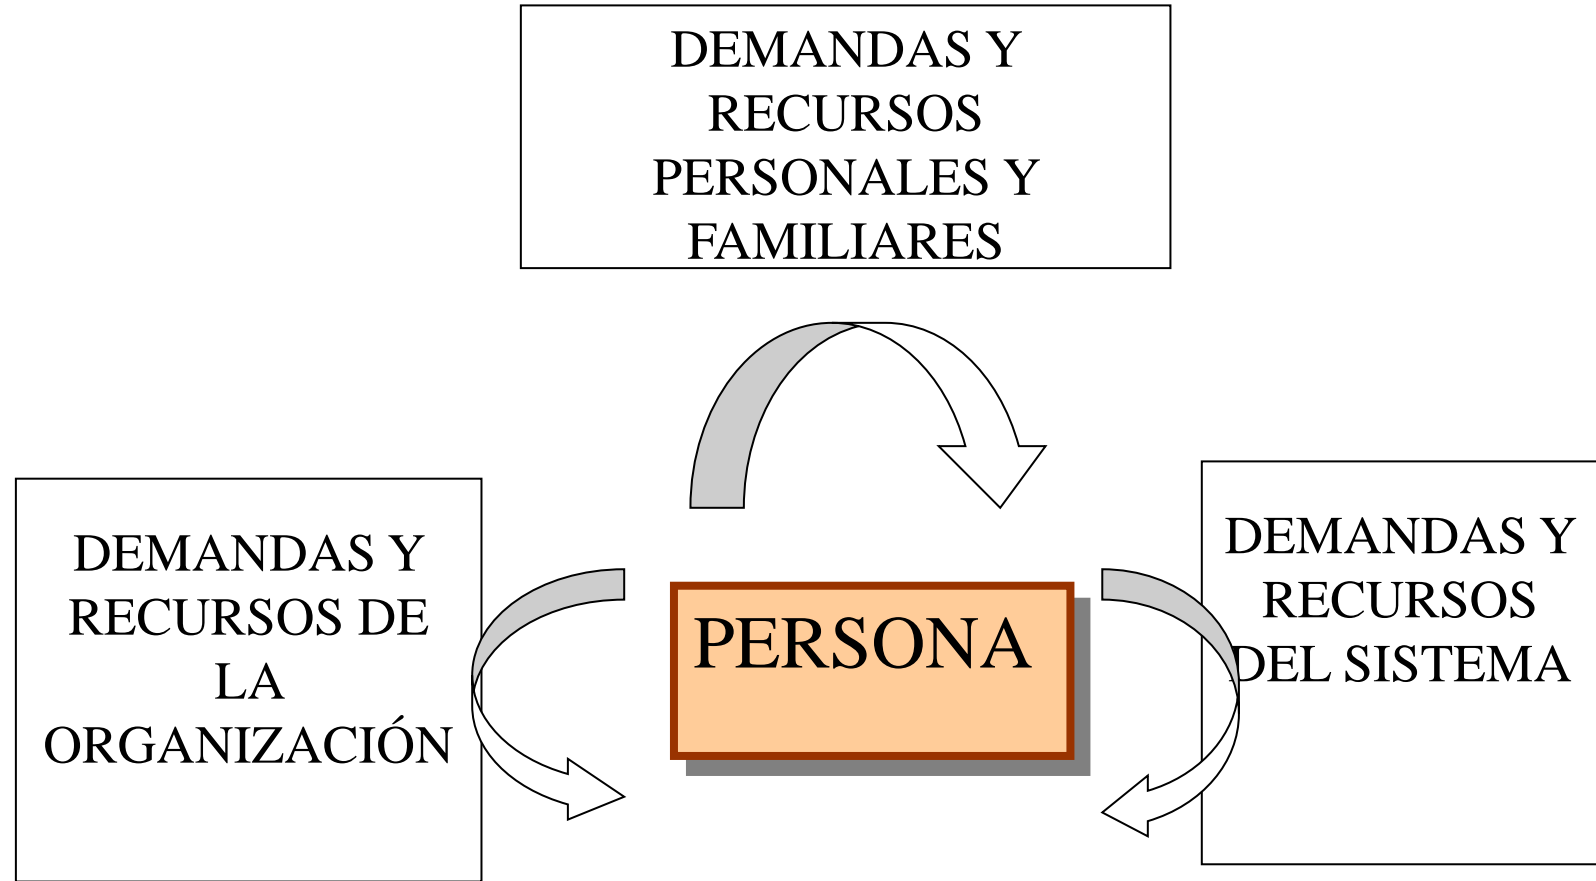 DEMANDAS Y
RECURSOS
PERSONALES Y
FAMILIARES
DEMANDAS Y
RECURSOS DE
LA
ORGANIZACIÓN
PERSONA
DEMANDAS Y
RECURSOS
DEL SISTEMA